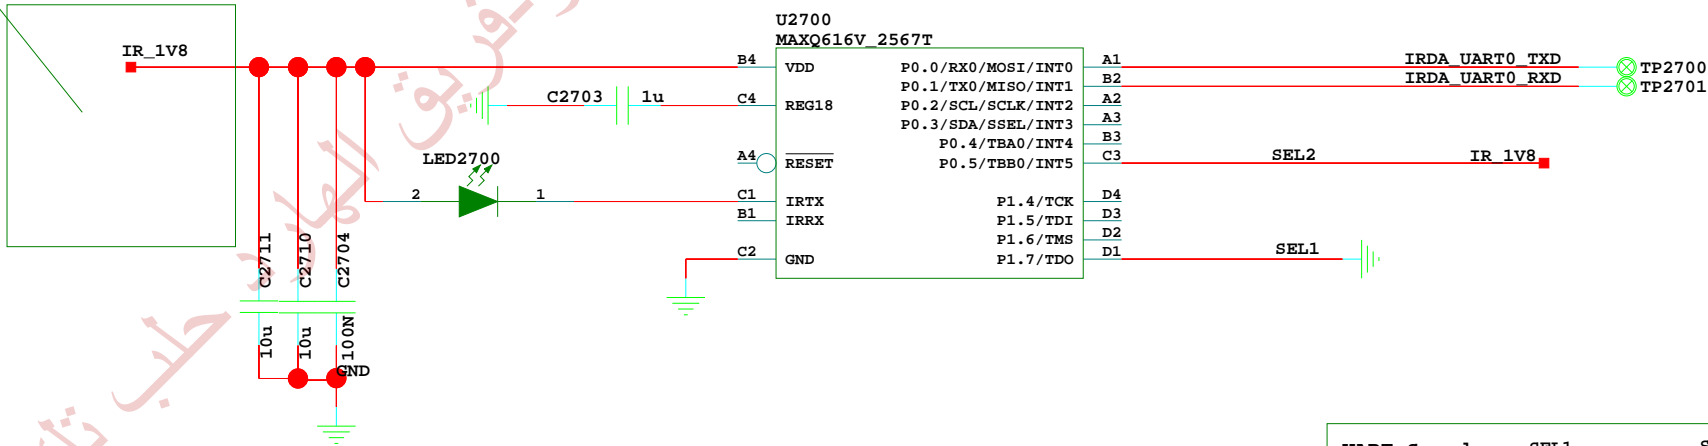 U2700
MAXQ616V_2567T
IR_1V8
B4 VDD
C4 REG18
C2703 1u
A4 RESET
LED2700
2 1
C1 IRTX
B1 IRRX
C2 GND
P0.0/RX0/MOSI/INT0 A1 IRDA_UART0_TXD TP2700
P0.1/TX0/MISO/INT1 B2 IRDA_UART0_RXD TP2701
P0.2/SCL/SCLK/INT2 A2
P0.3/SDA/SSEL/INT3 A3
P0.4/TBA0/INT4 B3
P0.5/TBB0/INT5 C3 SEL2 IR_1V8
P1.4/TCK D4
P1.5/TDI D3
P1.6/TMS D2
P1.7/TDO D1 SEL1
C2711 10u
C2710 10u
C2704 100N
GND
SEL1